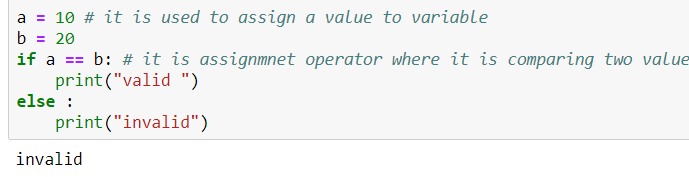 a = 10 # it is used to assign a value to variable
b = 20
if a == b: # it is assignmnet operator where it is comparing two value
    print("valid ")
else :
    print("invalid")
invalid